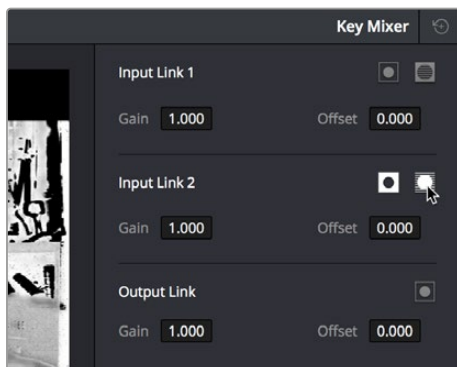 Key Mixer
Input Link 1
Gain 1.000 Offset 0.000
Input Link 2
Gain 1.000 Offset 0.000
Output Link
Gain 1.000 Offset 0.000